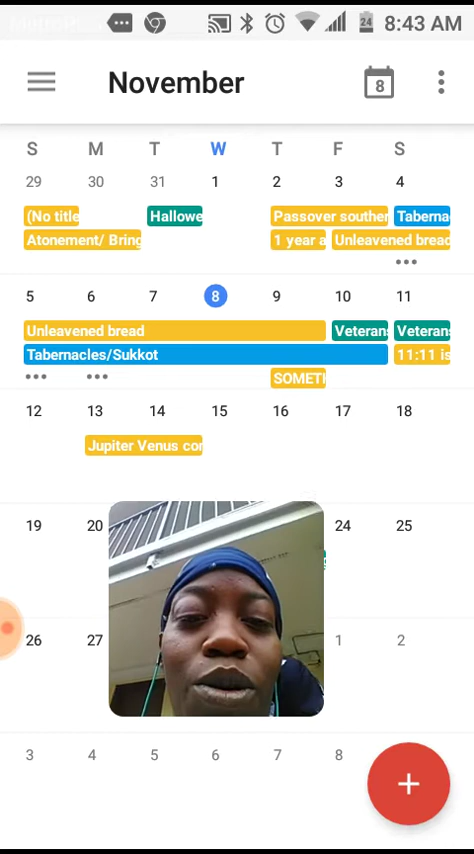 24 8:43 AM
November 8
S M T W T F S
29 30 31 1 2 3 4
(No title Hallowe Passover souther Taberna
Atonement/ Bring 1 year a Unleavened bread
5 6 7 8 9 10 11
Unleavened bread Veterans Veterans
Tabernacles/Sukkot 11:11 is
SOMETI
12 13 14 15 16 17 18
Jupiter Venus con
19 20 24 25
26 27 1 2
3 4 5 6 7 8
+